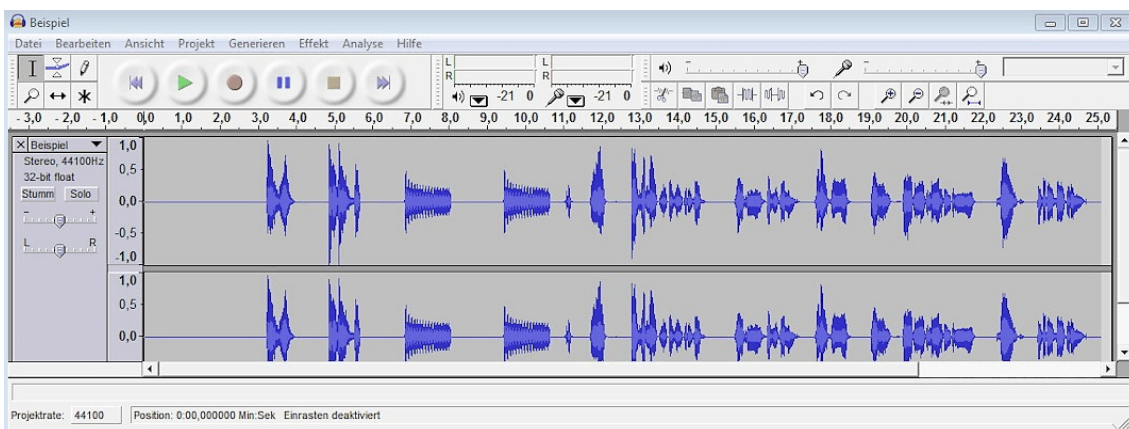 Beispiel
Datei Bearbeiten Ansicht Projekt Generieren Effekt Analyse Hilfe
L L
R R
-21 0 -21 0
- 3,0 - 2,0 - 1,0 0,0 1,0 2,0 3,0 4,0 5,0 6,0 7,0 8,0 9,0 10,0 11,0 12,0 13,0 14,0 15,0 16,0 17,0 18,0 19,0 20,0 21,0 22,0 23,0 24,0 25,0
X Beispiel 1,0
Stereo, 44100Hz
32-bit float 0,5
Stumm Solo
- + 0,0
-0,5
L R
-1,0
1,0
0,5
0,0
Projektrate: 44100 Position: 0:00,000000 Min:Sek Einrasten deaktiviert